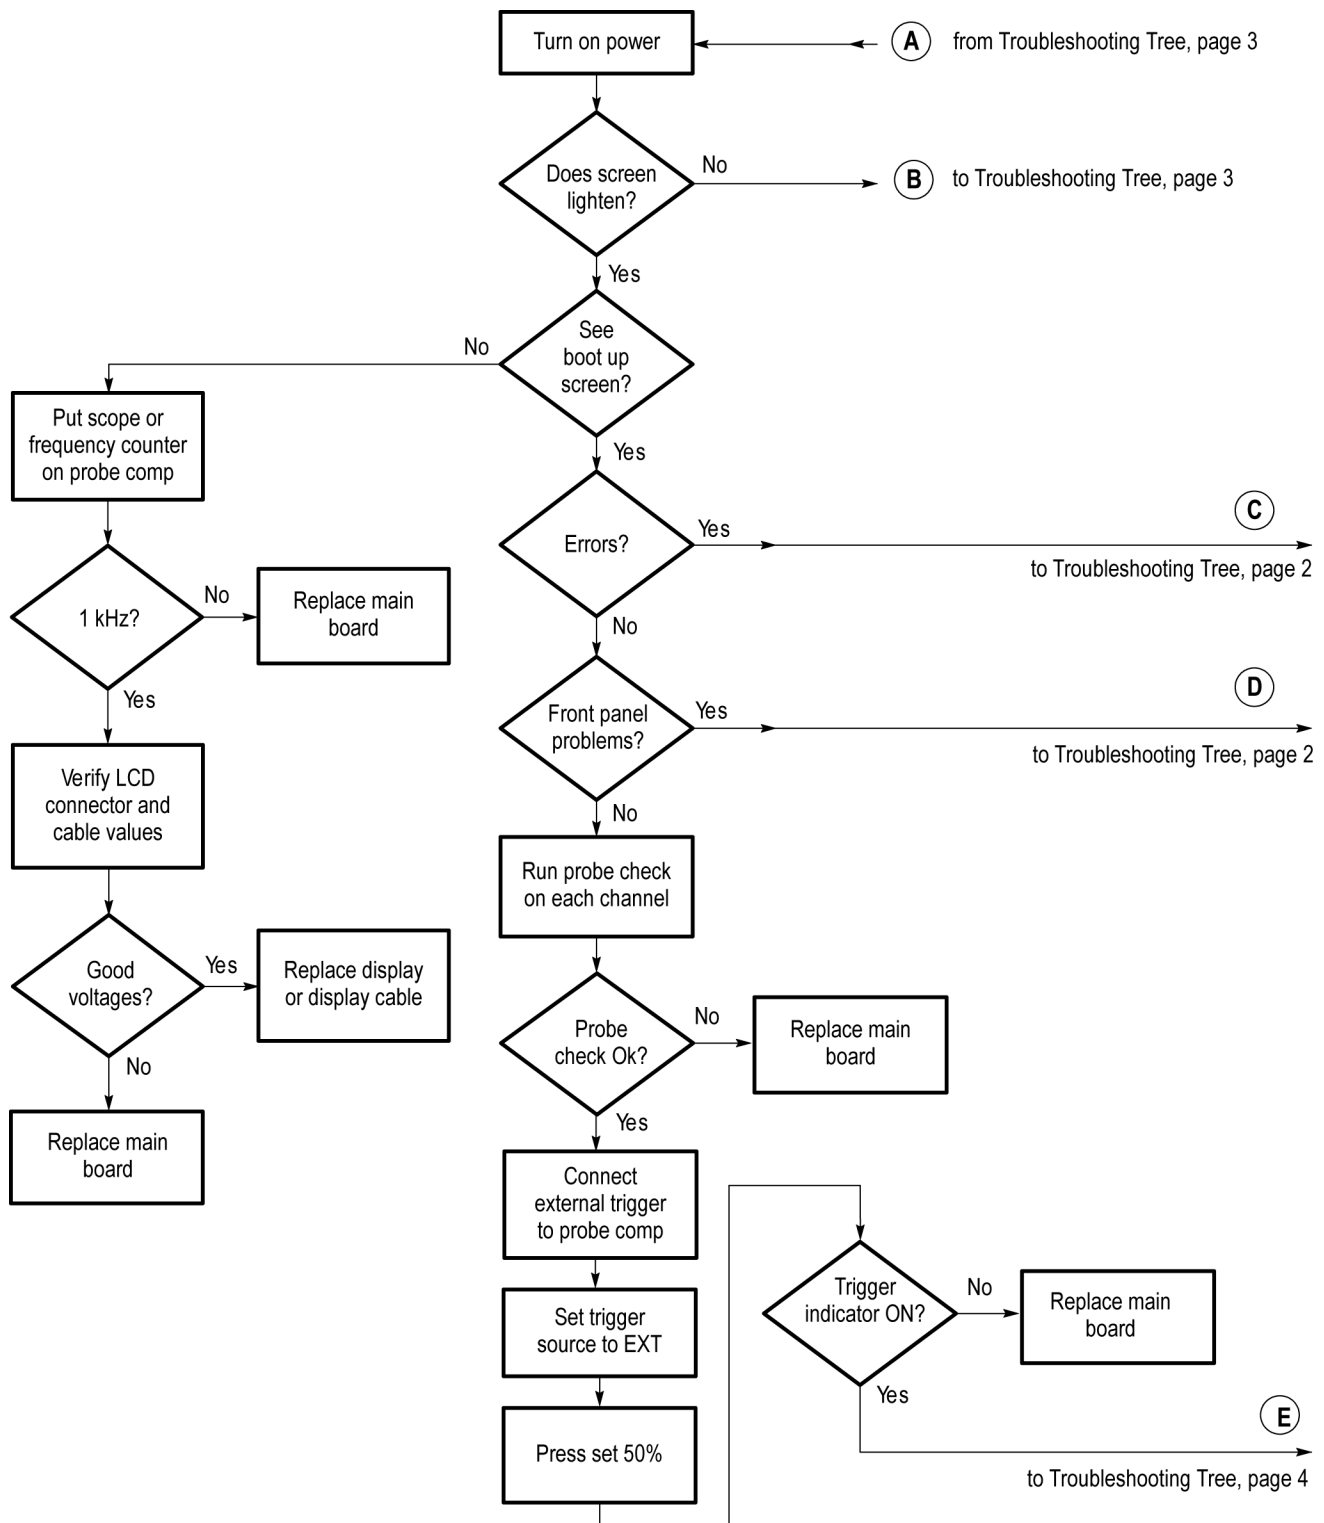 Turn on power
A
from Troubleshooting Tree, page 3
Does screen
lighten?
No
B
to Troubleshooting Tree, page 3
Yes
See
boot up
screen?
No
Put scope or
frequency counter
on probe comp
Yes
Errors?
Yes
C
to Troubleshooting Tree, page 2
1 kHz?
No
Replace main
board
No
Yes
Front panel
problems?
Yes
D
to Troubleshooting Tree, page 2
Verify LCD
connector and
cable values
No
Run probe check
on each channel
Good
voltages?
Yes
Replace display
or display cable
No
Replace main
board
Probe
check Ok?
No
Replace main
board
Yes
Connect
external trigger
to probe comp
Set trigger
source to EXT
Press set 50%
Trigger
indicator ON?
No
Replace main
board
Yes
E
to Troubleshooting Tree, page 4